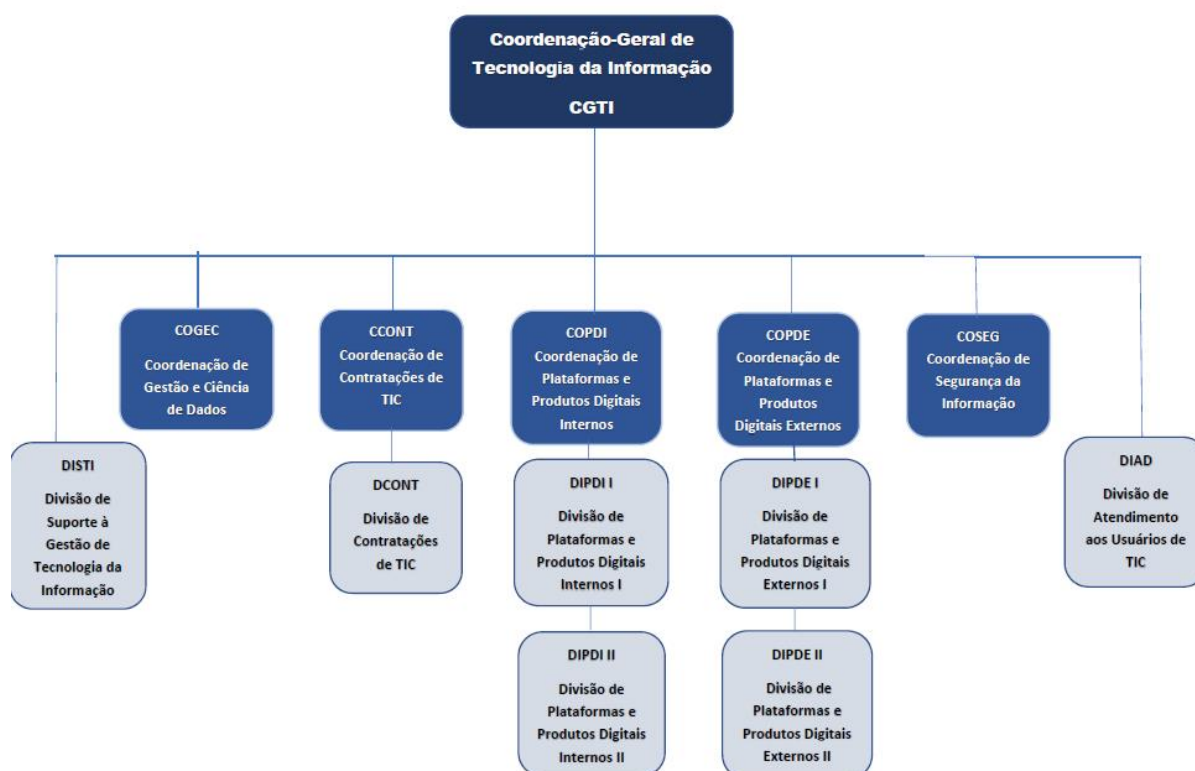 Coordenação-Geral de
Tecnologia da Informação
CGTI
COGEC
Coordenação de
Gestão e Ciência
de Dados
CCONT
Coordenação de
Contratações de
TIC
COPDI
Coordenação de
Plataformas e
Produtos Digitais
Internos
COPDE
Coordenação de
Plataformas e
Produtos
Digitais Externos
COSEG
Coordenação de
Segurança da
Informação
DISTI
Divisão de
Suporte à
Gestão de
Tecnologia da
Informação
DCONT
Divisão de
Contratações
de TIC
DIPDI I
Divisão de
Plataformas e
Produtos Digitais
Internos I
DIPDE I
Divisão de
Plataformas e
Produtos Digitais
Externos I
DIAD
Divisão de
Atendimento
aos Usuários de
TIC
DIPDI II
Divisão de
Plataformas e
Produtos Digitais
Internos II
DIPDE II
Divisão de
Plataformas e
Produtos Digitais
Externos II